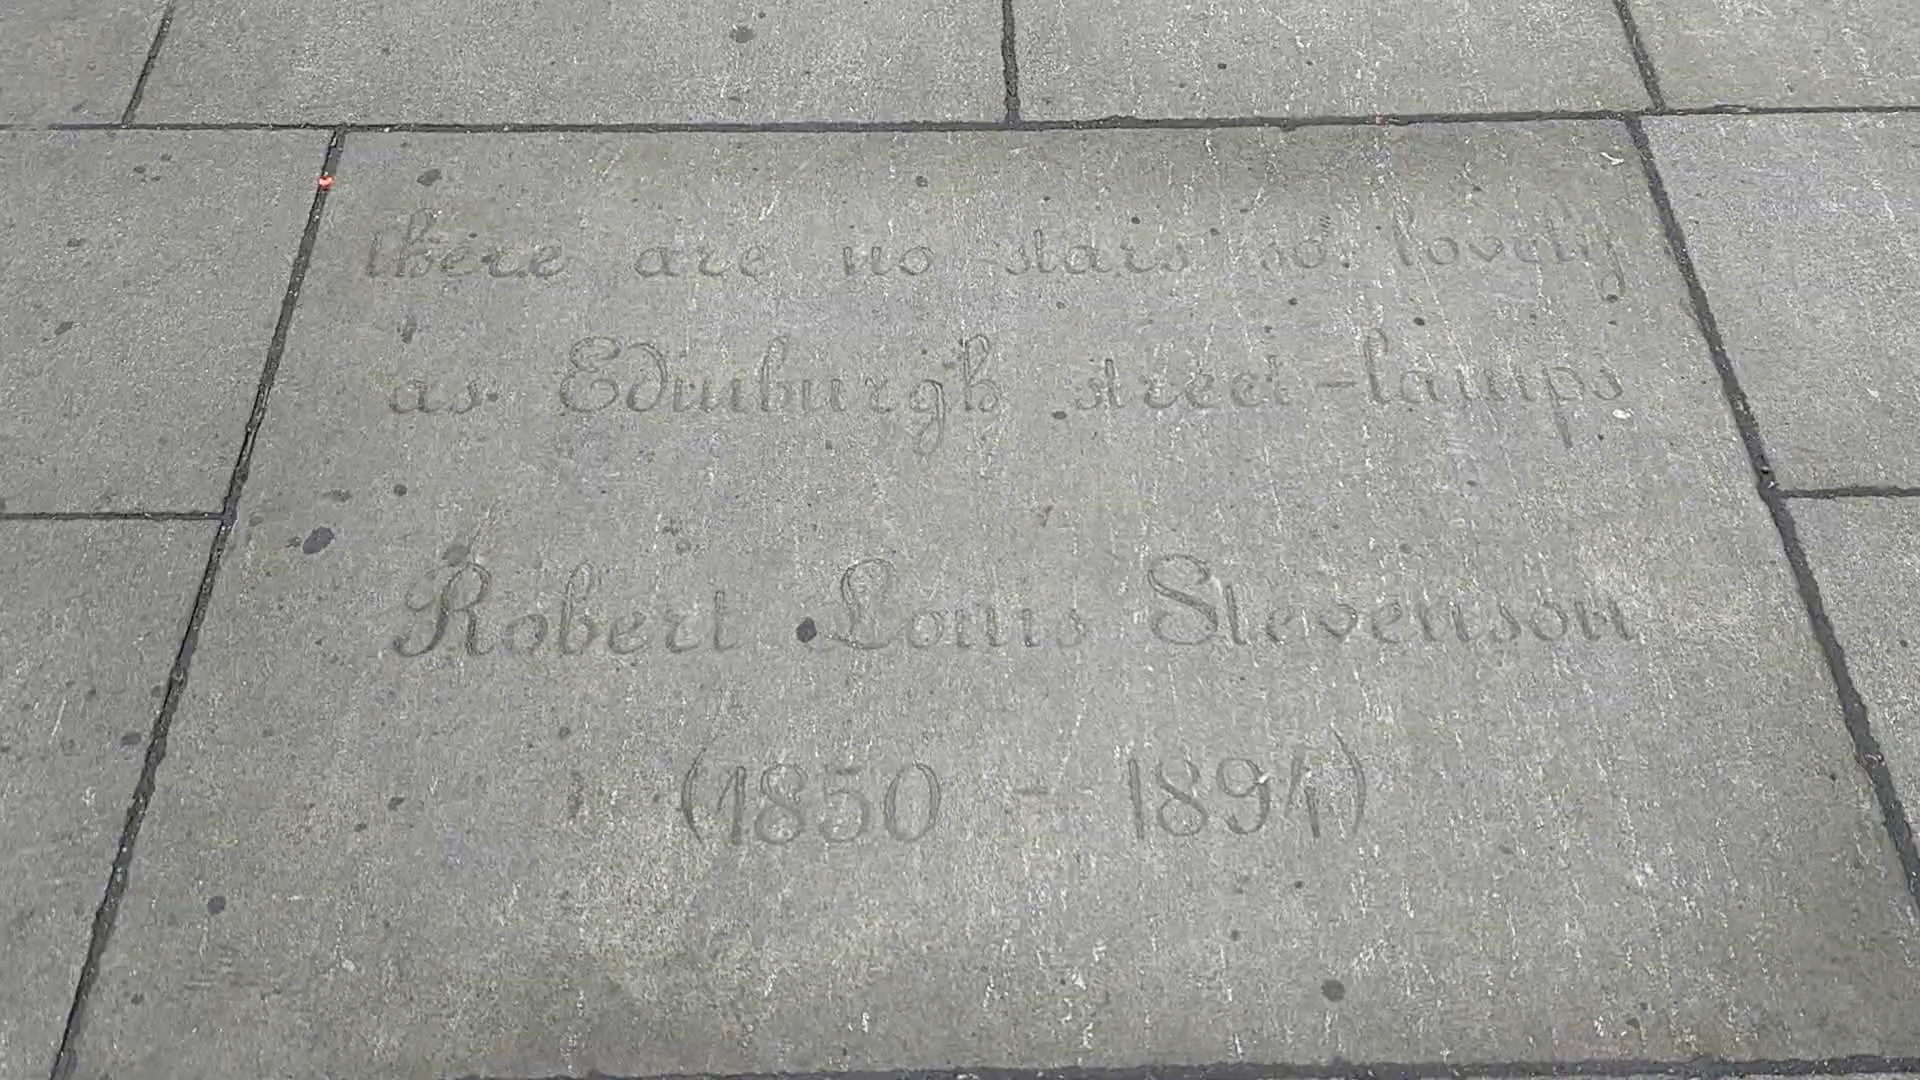 there are no stars so lovely
as Edinburgh street-lamps
Robert Louis Stevenson
(1850 - 1894)